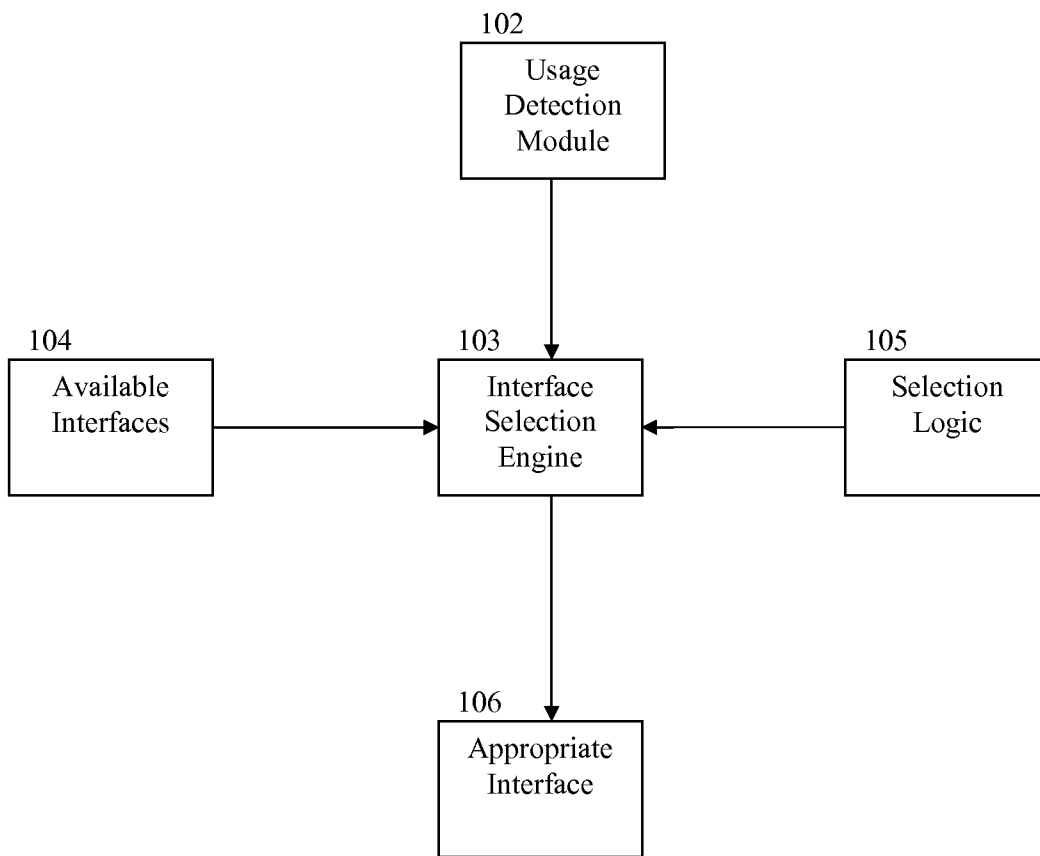 102
Usage
Detection
Module
104
Available
Interfaces
103
Interface
Selection
Engine
105
Selection
Logic
106
Appropriate
Interface